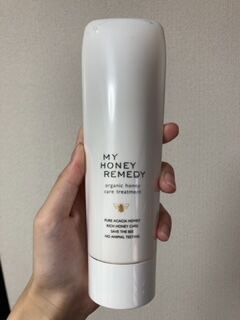 MY
HONEY
REMEDY
organic honey
care treatment
PURE ACACIA HONEY
RICH HONEY CARE
SAVE THE BEE
NO ANIMAL TESTING